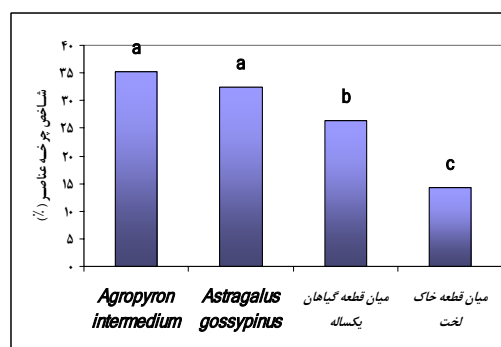 شاخص چرخه عناصر (٪)
۴۰
۳۵
۳۰
۲۵
۲۰
۱۵
۱۰
۵
۰
a
a
b
c
Agropyron
intermedium
Astragalus
gossypinus
میان قطعه گیاهان
یکساله
میان قطعه خاک
لخت